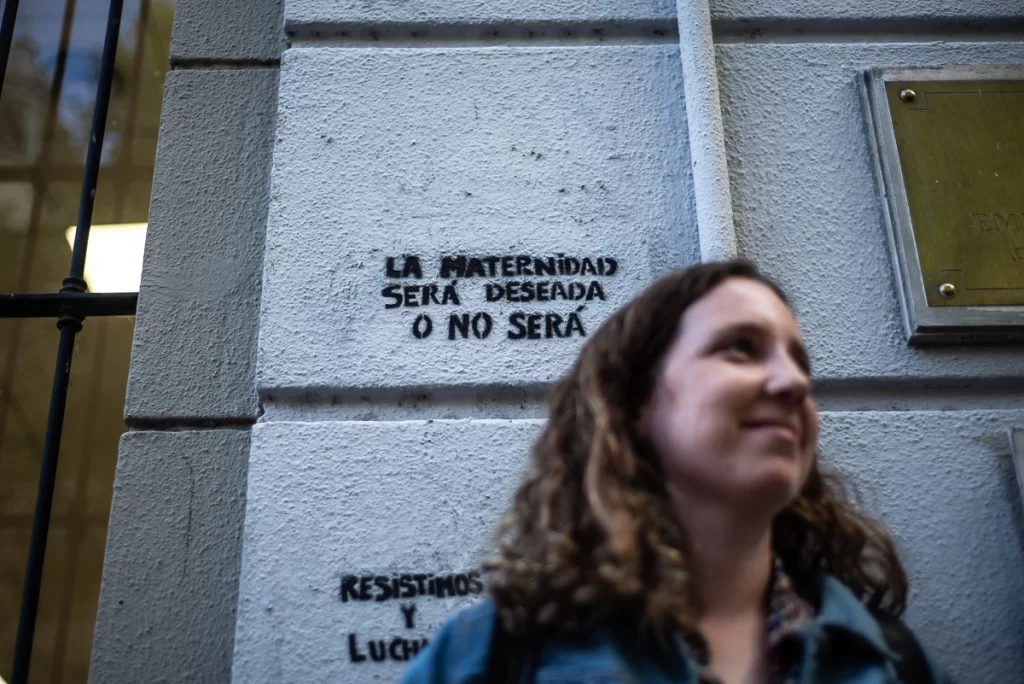 LA MATERNIDAD
SERÁ DESEADA
O NO SERÁ
RESISTIMOS
Y